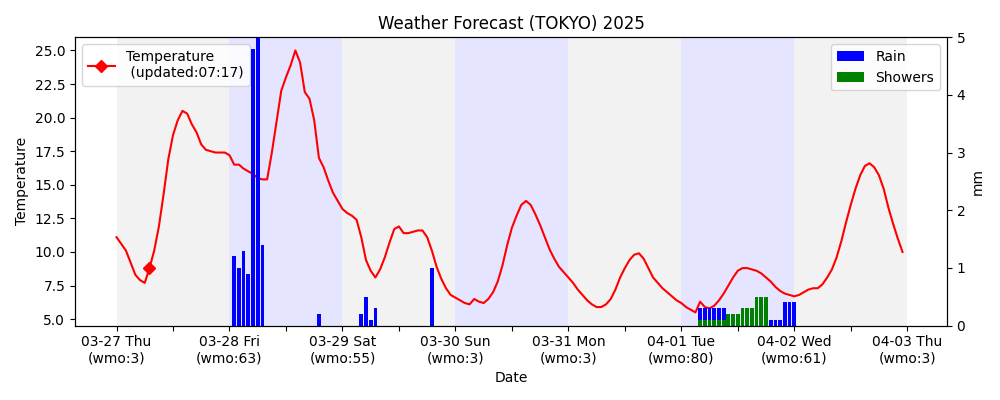 Weather Forecast (TOKYO) 2025
Temperature
(updated:07:17)
Rain
Showers
Temperature
25.0
22.5
20.0
17.5
15.0
12.5
10.0
7.5
5.0
5
4
3
2
1
0
mm
03-27 Thu
(wmo:3)
03-28 Fri
(wmo:63)
03-29 Sat
(wmo:55)
03-30 Sun
(wmo:3)
03-31 Mon
(wmo:3)
04-01 Tue
(wmo:80)
04-02 Wed
(wmo:61)
04-03 Thu
(wmo:3)
Date